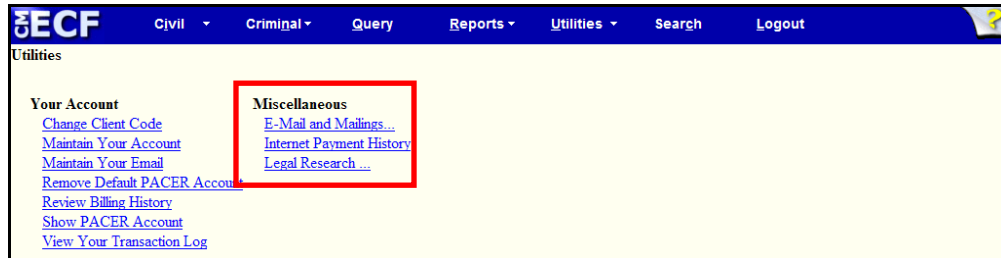 CM ECF Civil Criminal Query Reports Utilities Search Logout ?
Utilities
Your Account
Change Client Code
Maintain Your Account
Maintain Your Email
Remove Default PACER Account
Review Billing History
Show PACER Account
View Your Transaction Log
Miscellaneous
E-Mail and Mailings...
Internet Payment History
Legal Research ...